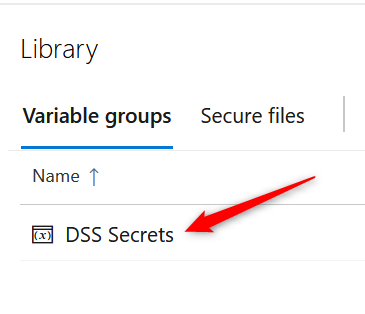 Library
Variable groups Secure files
Name ↑
(x) DSS Secrets